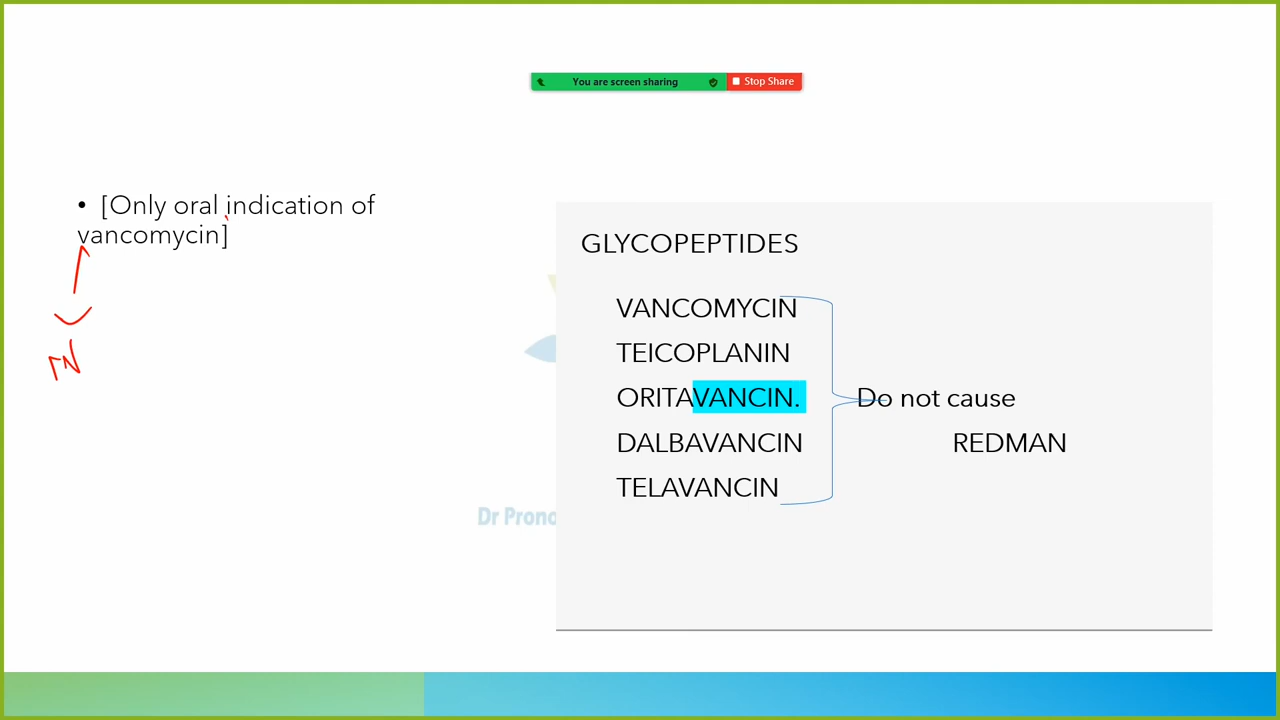 You are screen sharing
Stop Share
• [Only oral indication of
vancomycin]
IV
GLYCOPEPTIDES
VANCOMYCIN
TEICOPLANIN
ORITAVANCIN.
DALBAVANCIN
TELAVANCIN
Do not cause
REDMAN
Dr Prono